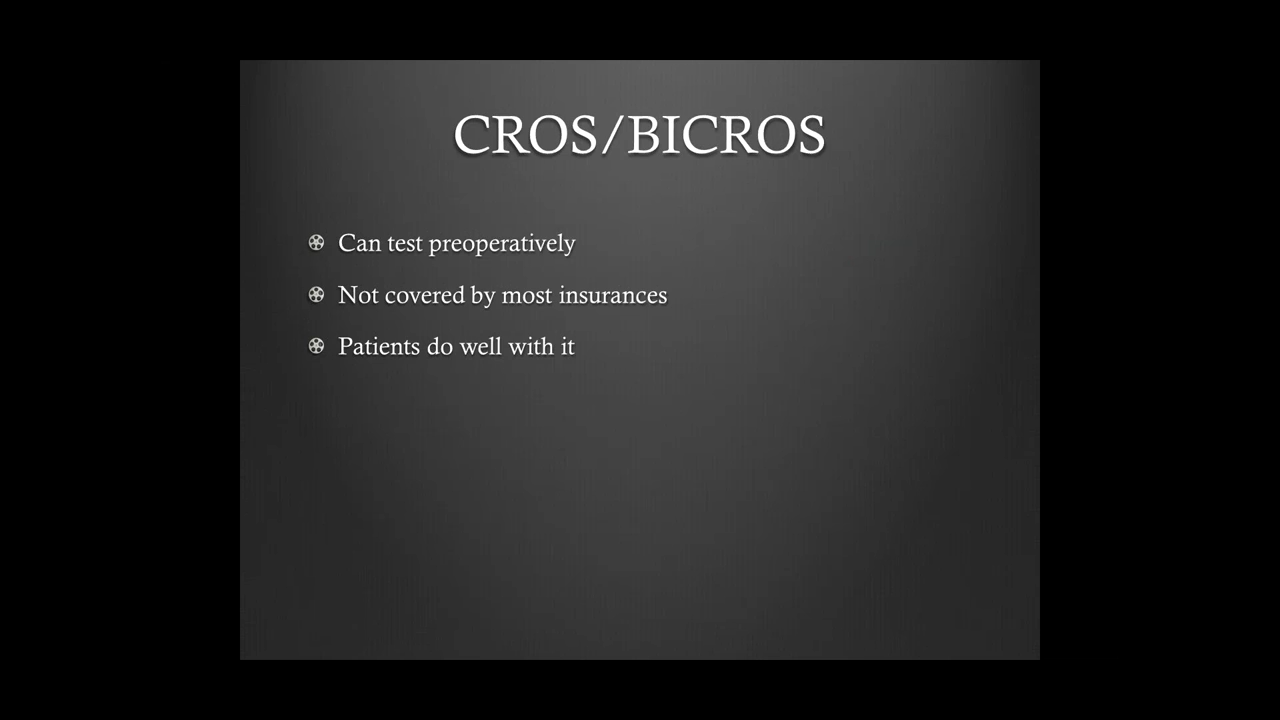 CROS/BICROS
Can test preoperatively
Not covered by most insurances
Patients do well with it